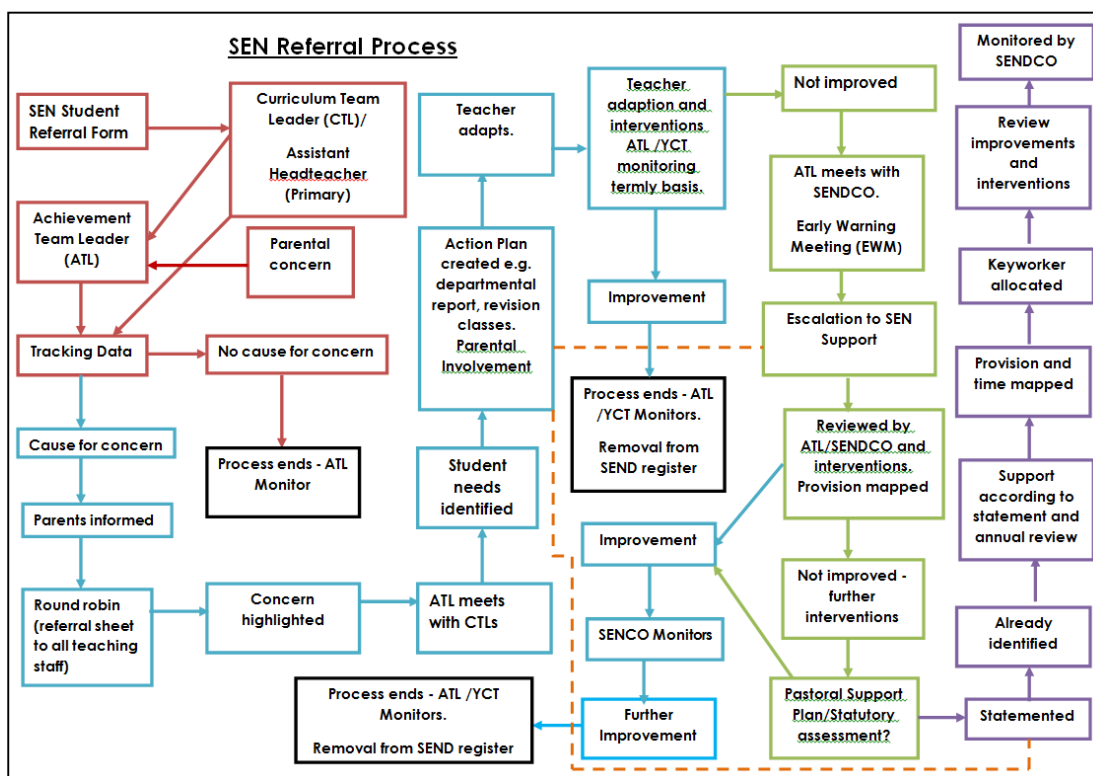 SEN Referral Process
SEN Student
Referral Form
Curriculum Team
Leader (CTL)/
Assistant
Headteacher
(Primary)
Achievement
Team Leader
(ATL)
Parental
concern
Tracking Data
No cause for concern
Process ends - ATL
Monitor
Cause for concern
Parents informed
Round robin
(referral sheet
to all teaching
staff)
Concern
highlighted
ATL meets
with CTLs
Student
needs
identified
Action Plan
created e.g.
departmental
report, revision
classes.
Parental
Involvement
Teacher
adapts.
Teacher
adaption and
interventions
ATL /YCT
monitoring
termly basis.
Improvement
Process ends - ATL
/YCT Monitors.
Removal from
SEND register
Not improved
ATL meets with
SENDCO.
Early Warning
Meeting (EWM)
Escalation to SEN
Support
Reviewed by
ATL/SENDCO and
interventions.
Provision mapped
Improvement
SENCO Monitors
Further
Improvement
Process ends - ATL /YCT
Monitors.
Removal from SEND register
Not improved -
further
interventions
Pastoral Support
Plan/Statutory
assessment?
Statemented
Already
identified
Support
according to
statement and
annual review
Provision and
time mapped
Keyworker
allocated
Review
improvements
and
interventions
Monitored by
SENDCO